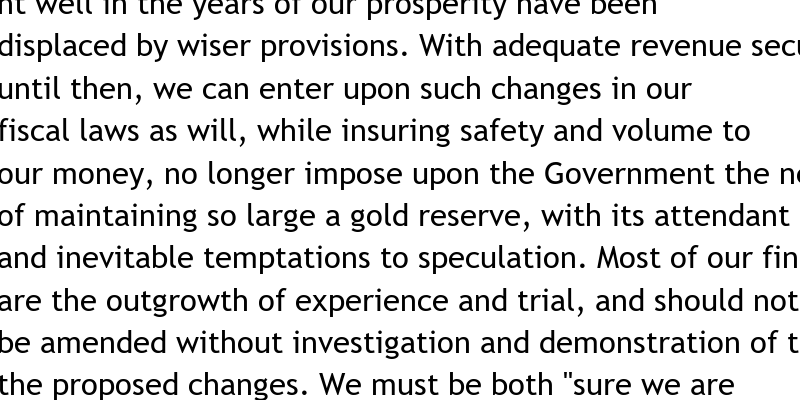 nt well in the years of our prosperity have been
displaced by wiser provisions. With adequate revenue secu
until then, we can enter upon such changes in our
fiscal laws as will, while insuring safety and volume to
our money, no longer impose upon the Government the ne
of maintaining so large a gold reserve, with its attendant
and inevitable temptations to speculation. Most of our fin
are the outgrowth of experience and trial, and should not
be amended without investigation and demonstration of t
the proposed changes. We must be both "sure we are